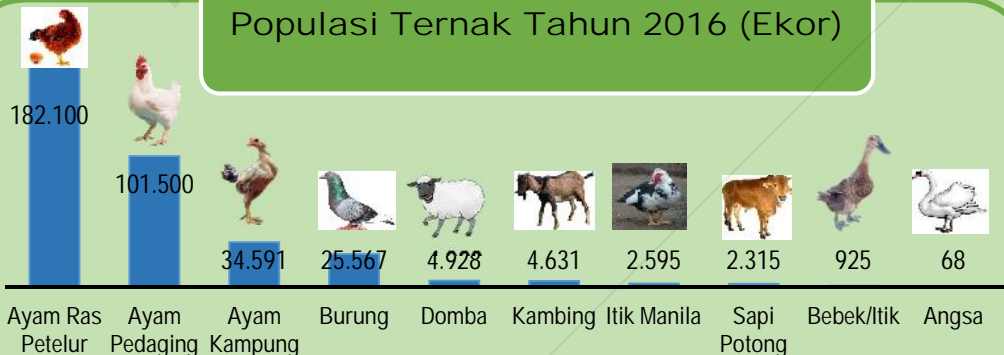 Populasi Ternak Tahun 2016 (Ekor)
182.100
101.500
34.591
25.567
4.928
4.631
2.595
2.315
925
68
Ayam Ras Petelur
Ayam Pedaging
Ayam Kampung
Burung
Domba
Kambing
Itik Manila
Sapi Potong
Bebek/Itik
Angsa